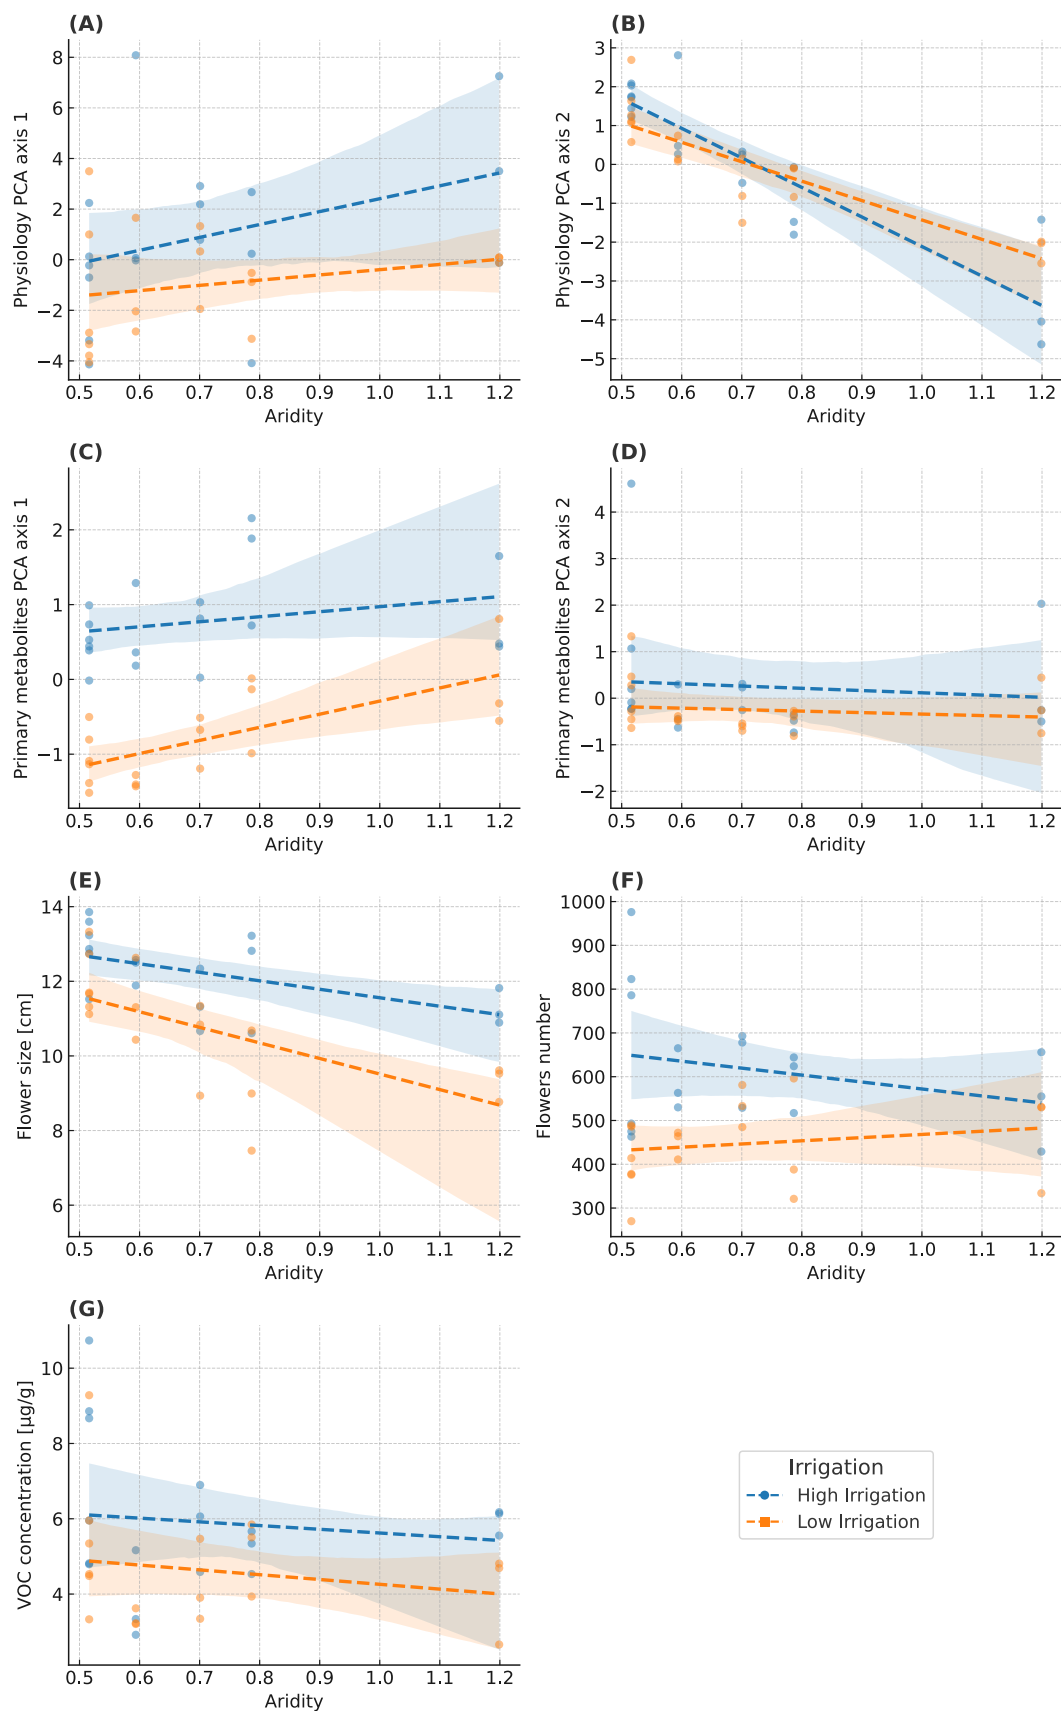 (A)
Physiology PCA axis 1
8
6
4
2
0
−2
−4
0.5 0.6 0.7 0.8 0.9 1.0 1.1 1.2
Aridity
(B)
Physiology PCA axis 2
3
2
1
0
−1
−2
−3
−4
−5
0.5 0.6 0.7 0.8 0.9 1.0 1.1 1.2
Aridity
(C)
Primary metabolites PCA axis 1
2
1
0
−1
0.5 0.6 0.7 0.8 0.9 1.0 1.1 1.2
Aridity
(D)
Primary metabolites PCA axis 2
4
3
2
1
0
−1
−2
0.5 0.6 0.7 0.8 0.9 1.0 1.1 1.2
Aridity
(E)
Flower size [cm]
14
12
10
8
6
0.5 0.6 0.7 0.8 0.9 1.0 1.1 1.2
Aridity
(F)
Flowers number
1000
900
800
700
600
500
400
300
0.5 0.6 0.7 0.8 0.9 1.0 1.1 1.2
Aridity
(G)
VOC concentration [µg/g]
10
8
6
4
0.5 0.6 0.7 0.8 0.9 1.0 1.1 1.2
Aridity
Irrigation
High Irrigation
Low Irrigation